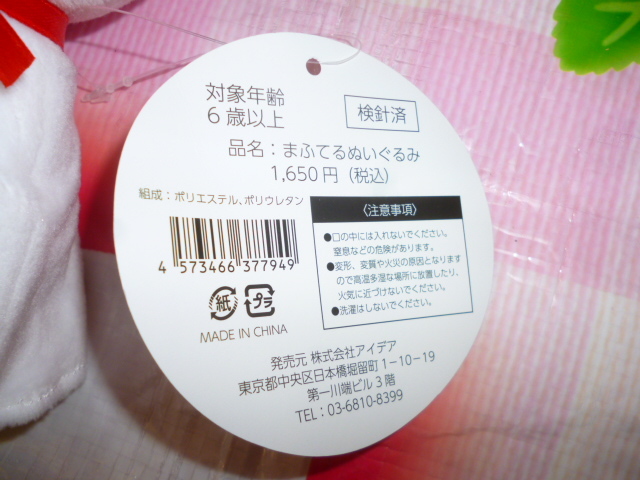 対象年齢
6歳以上
検針済
品名：まふてるぬいぐるみ
1,650円（税込）
組成：ポリエステル、ポリウレタン
4 573466 377949
〈注意事項〉
●口の中には入れないでください。
窒息などの危険があります。
●変形、変質や火災の原因となります
ので高温多湿な場所に放置したり、
火気に近づけないでください。
●洗濯はしないでください。
紙
プラ
MADE IN CHINA
発売元 株式会社アイデア
東京都中央区日本橋堀留町1-10-19
第一川端ビル3階
TEL：03-6810-8399